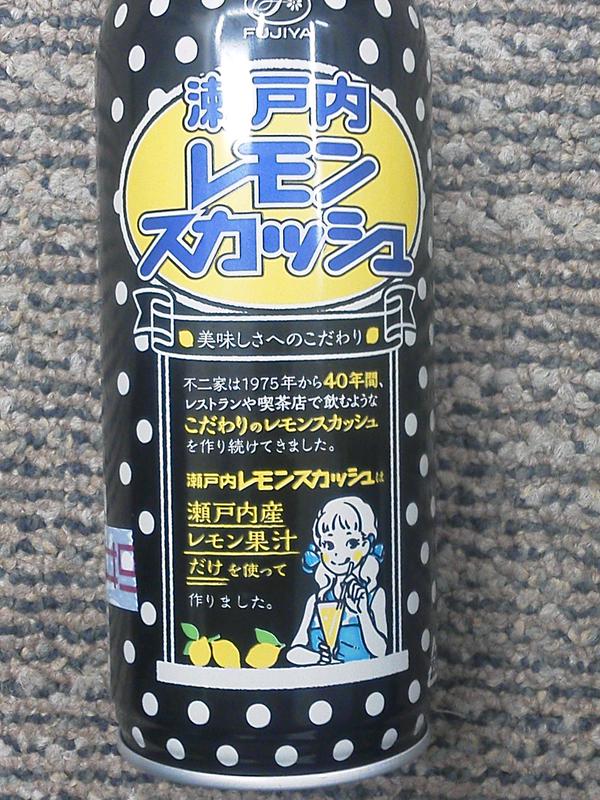 FUJIYA
瀬戸内
レモン
スカッシュ
美味しさへのこだわり
不二家は1975年から40年間、
レストランや喫茶店で飲むような
こだわりのレモンスカッシュ
を作り続けてきました。
瀬戸内レモンスカッシュは
瀬戸内産
レモン果汁
だけを使って
作りました。